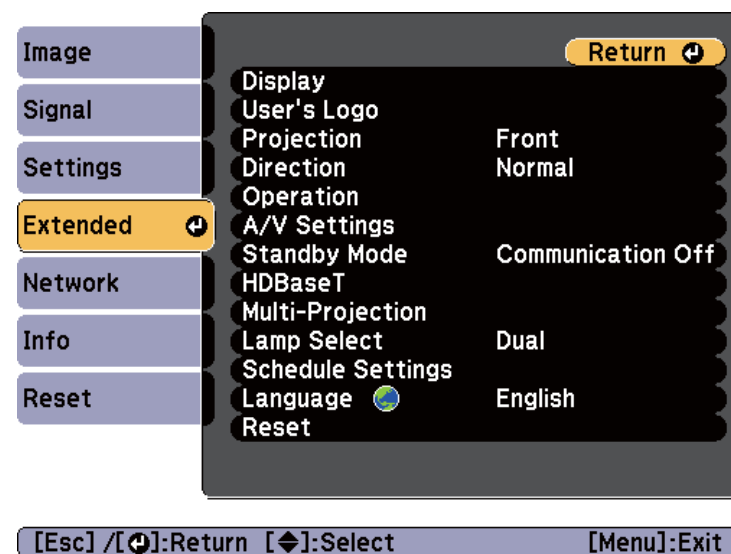 Image
Signal
Settings
Extended
Network
Info
Reset
Return
Display
User's Logo
Projection Front
Direction Normal
Operation
A/V Settings
Standby Mode Communication Off
HDBaseT
Multi-Projection
Lamp Select Dual
Schedule Settings
Language English
Reset
[Esc] /[⏎]:Return [◆]:Select [Menu]:Exit